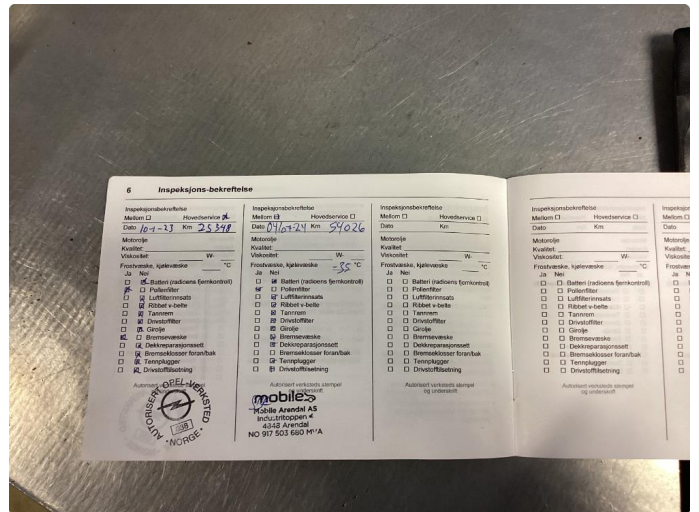 6 Inspeksjons-bekreftelse
Inspeksjonsbekreftelse
Mellom Hovedservice
Dato 10-1-23 Km 25348
Motorolje
Kvalitet:
Viskositet: W-
Frostvæske, kjølevæske °C
Ja Nei
Batteri (radioens fjernkontroll)
Pollenfilter
Luftfilterinnsats
Ribbet v-belte
Tannrem
Drivstoffilter
Girolje
Bremsevæske
Dekkreparasjonssett
Bremseklosser foran/bak
Tennplugger
Drivstofftilsetning
AUTORISERT OPEL-VERKSTED
038
NORGE
Inspeksjonsbekreftelse
Mellom Hovedservice
Dato 04/07-24 Km 54026
Motorolje
Kvalitet:
Viskositet: W-
Frostvæske, kjølevæske -35 °C
Ja Nei
Batteri (radioens fjernkontroll)
Pollenfilter
Luftfilterinnsats
Ribbet v-belte
Tannrem
Drivstoffilter
Girolje
Bremsevæske
Dekkreparasjonssett
Bremseklosser foran/bak
Tennplugger
Drivstofftilsetning
Autorisert verksteds stempel
og underskrift
mobile
Mobile Arendal AS
Industritoppen
4848 Arendal
NO 917 503 680 MVA
Inspeksjonsbekreftelse
Mellom Hovedservice
Dato Km
Motorolje
Kvalitet:
Viskositet: W-
Frostvæske, kjølevæske °C
Ja Nei
Batteri (radioens fjernkontroll)
Pollenfilter
Luftfilterinnsats
Ribbet v-belte
Tannrem
Drivstoffilter
Girolje
Bremsevæske
Dekkreparasjonssett
Bremseklosser foran/bak
Tennplugger
Drivstofftilsetning
Autorisert verksteds stempel
og underskrift
Inspeksjonsbekreftelse
Mellom Hovedservice
Dato Km
Motorolje
Kvalitet:
Viskositet: W-
Frostvæske, kjølevæske °C
Ja Nei
Batteri (radioens fjernkontroll)
Pollenfilter
Luftfilterinnsats
Ribbet v-belte
Tannrem
Drivstoffilter
Girolje
Bremsevæske
Dekkreparasjonssett
Bremseklosser foran/bak
Tennplugger
Drivstofftilsetning
Autorisert verksteds stempel
og underskrift
Mellom
Dato
Motorolje
Kvalitet:
Ja